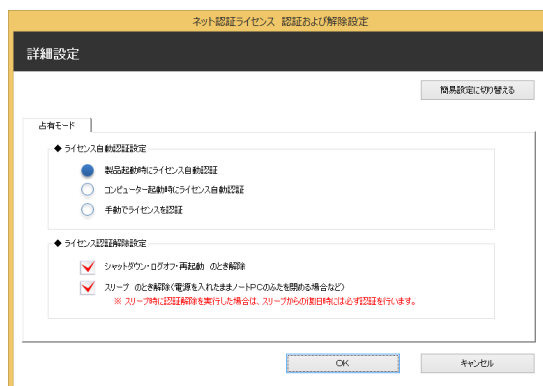 ネット認証ライセンス 認証および解除設定
詳細設定
簡易設定に切り替える
占有モード
◆ ライセンス自動認証設定
製品起動時にライセンス自動認証
コンピューター起動時にライセンス自動認証
手動でライセンスを認証
◆ ライセンス認証解除設定
シャットダウン・ログオフ・再起動 のとき解除
スリープ のとき解除(電源を入れたままノートPCのふたを閉める場合など)
※ スリープ時に認証解除を実行した場合は、スリープからの復旧時には必ず認証を行います。
OK
キャンセル